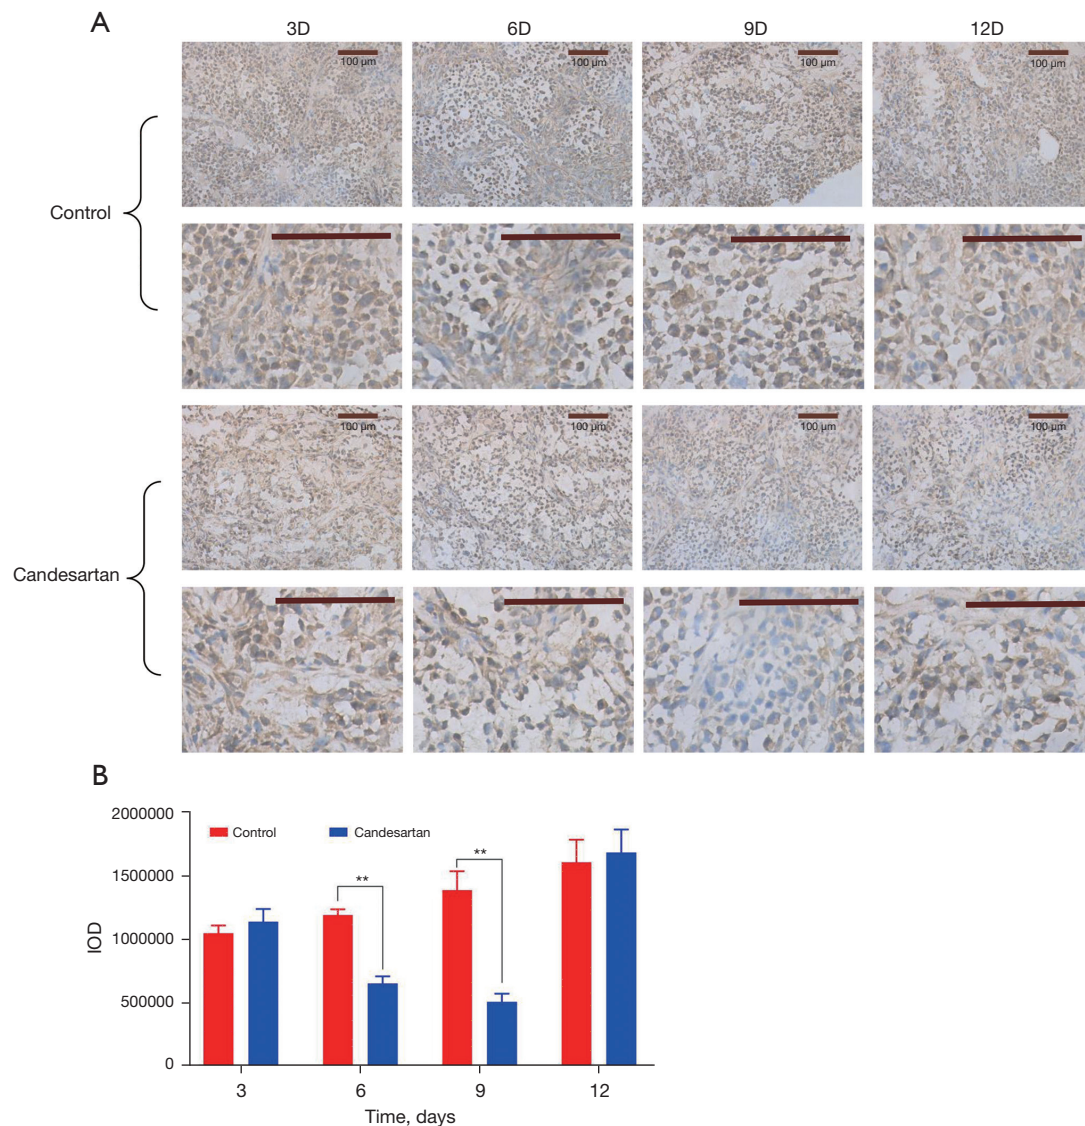 A
3D 6D 9D 12D
100 μm 100 μm 100 μm 100 μm
Control
100 μm 100 μm 100 μm 100 μm
Candesartan
B
2000000
1500000
1000000
500000
0
IOD
Control Candesartan
**
**
3 6 9 12
Time, days